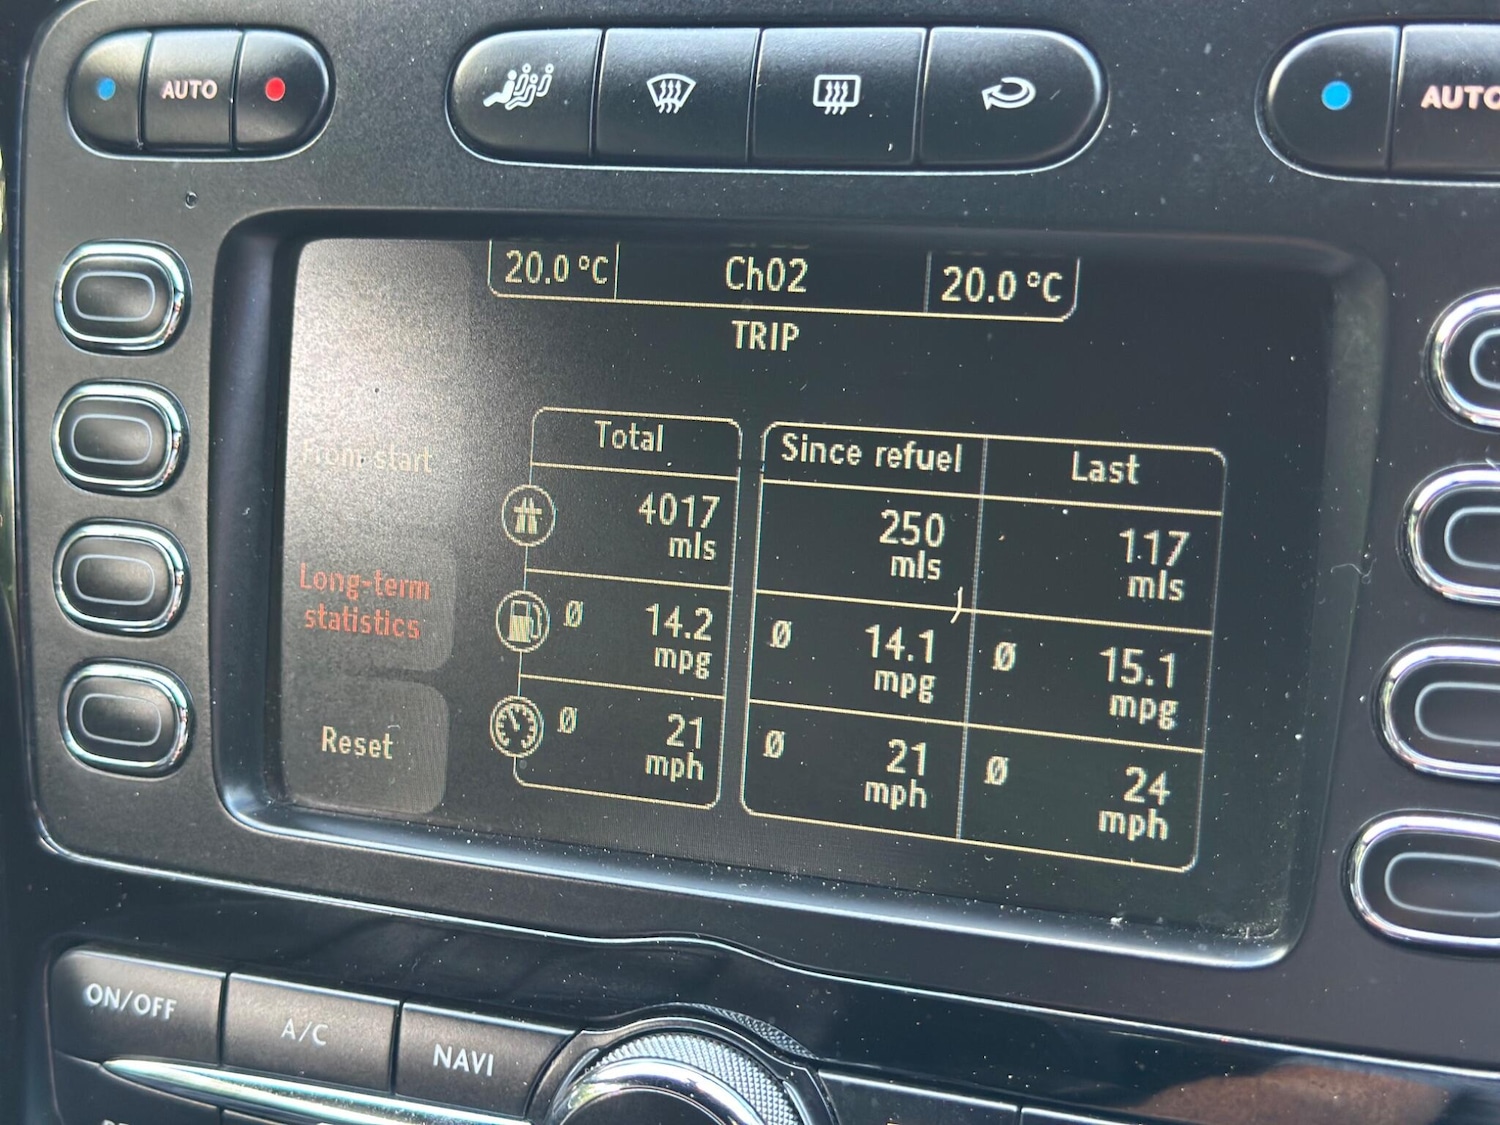 AUTO
AUTO
20.0 °C
Ch02
20.0 °C
TRIP
From start
Long-term
statistics
Reset
Total
Since refuel
Last
4017
mls
250
mls
117
mls
Ø 14.2
mpg
Ø 14.1
mpg
Ø 15.1
mpg
Ø 21
mph
Ø 21
mph
Ø 24
mph
ON/OFF
A/C
NAVI